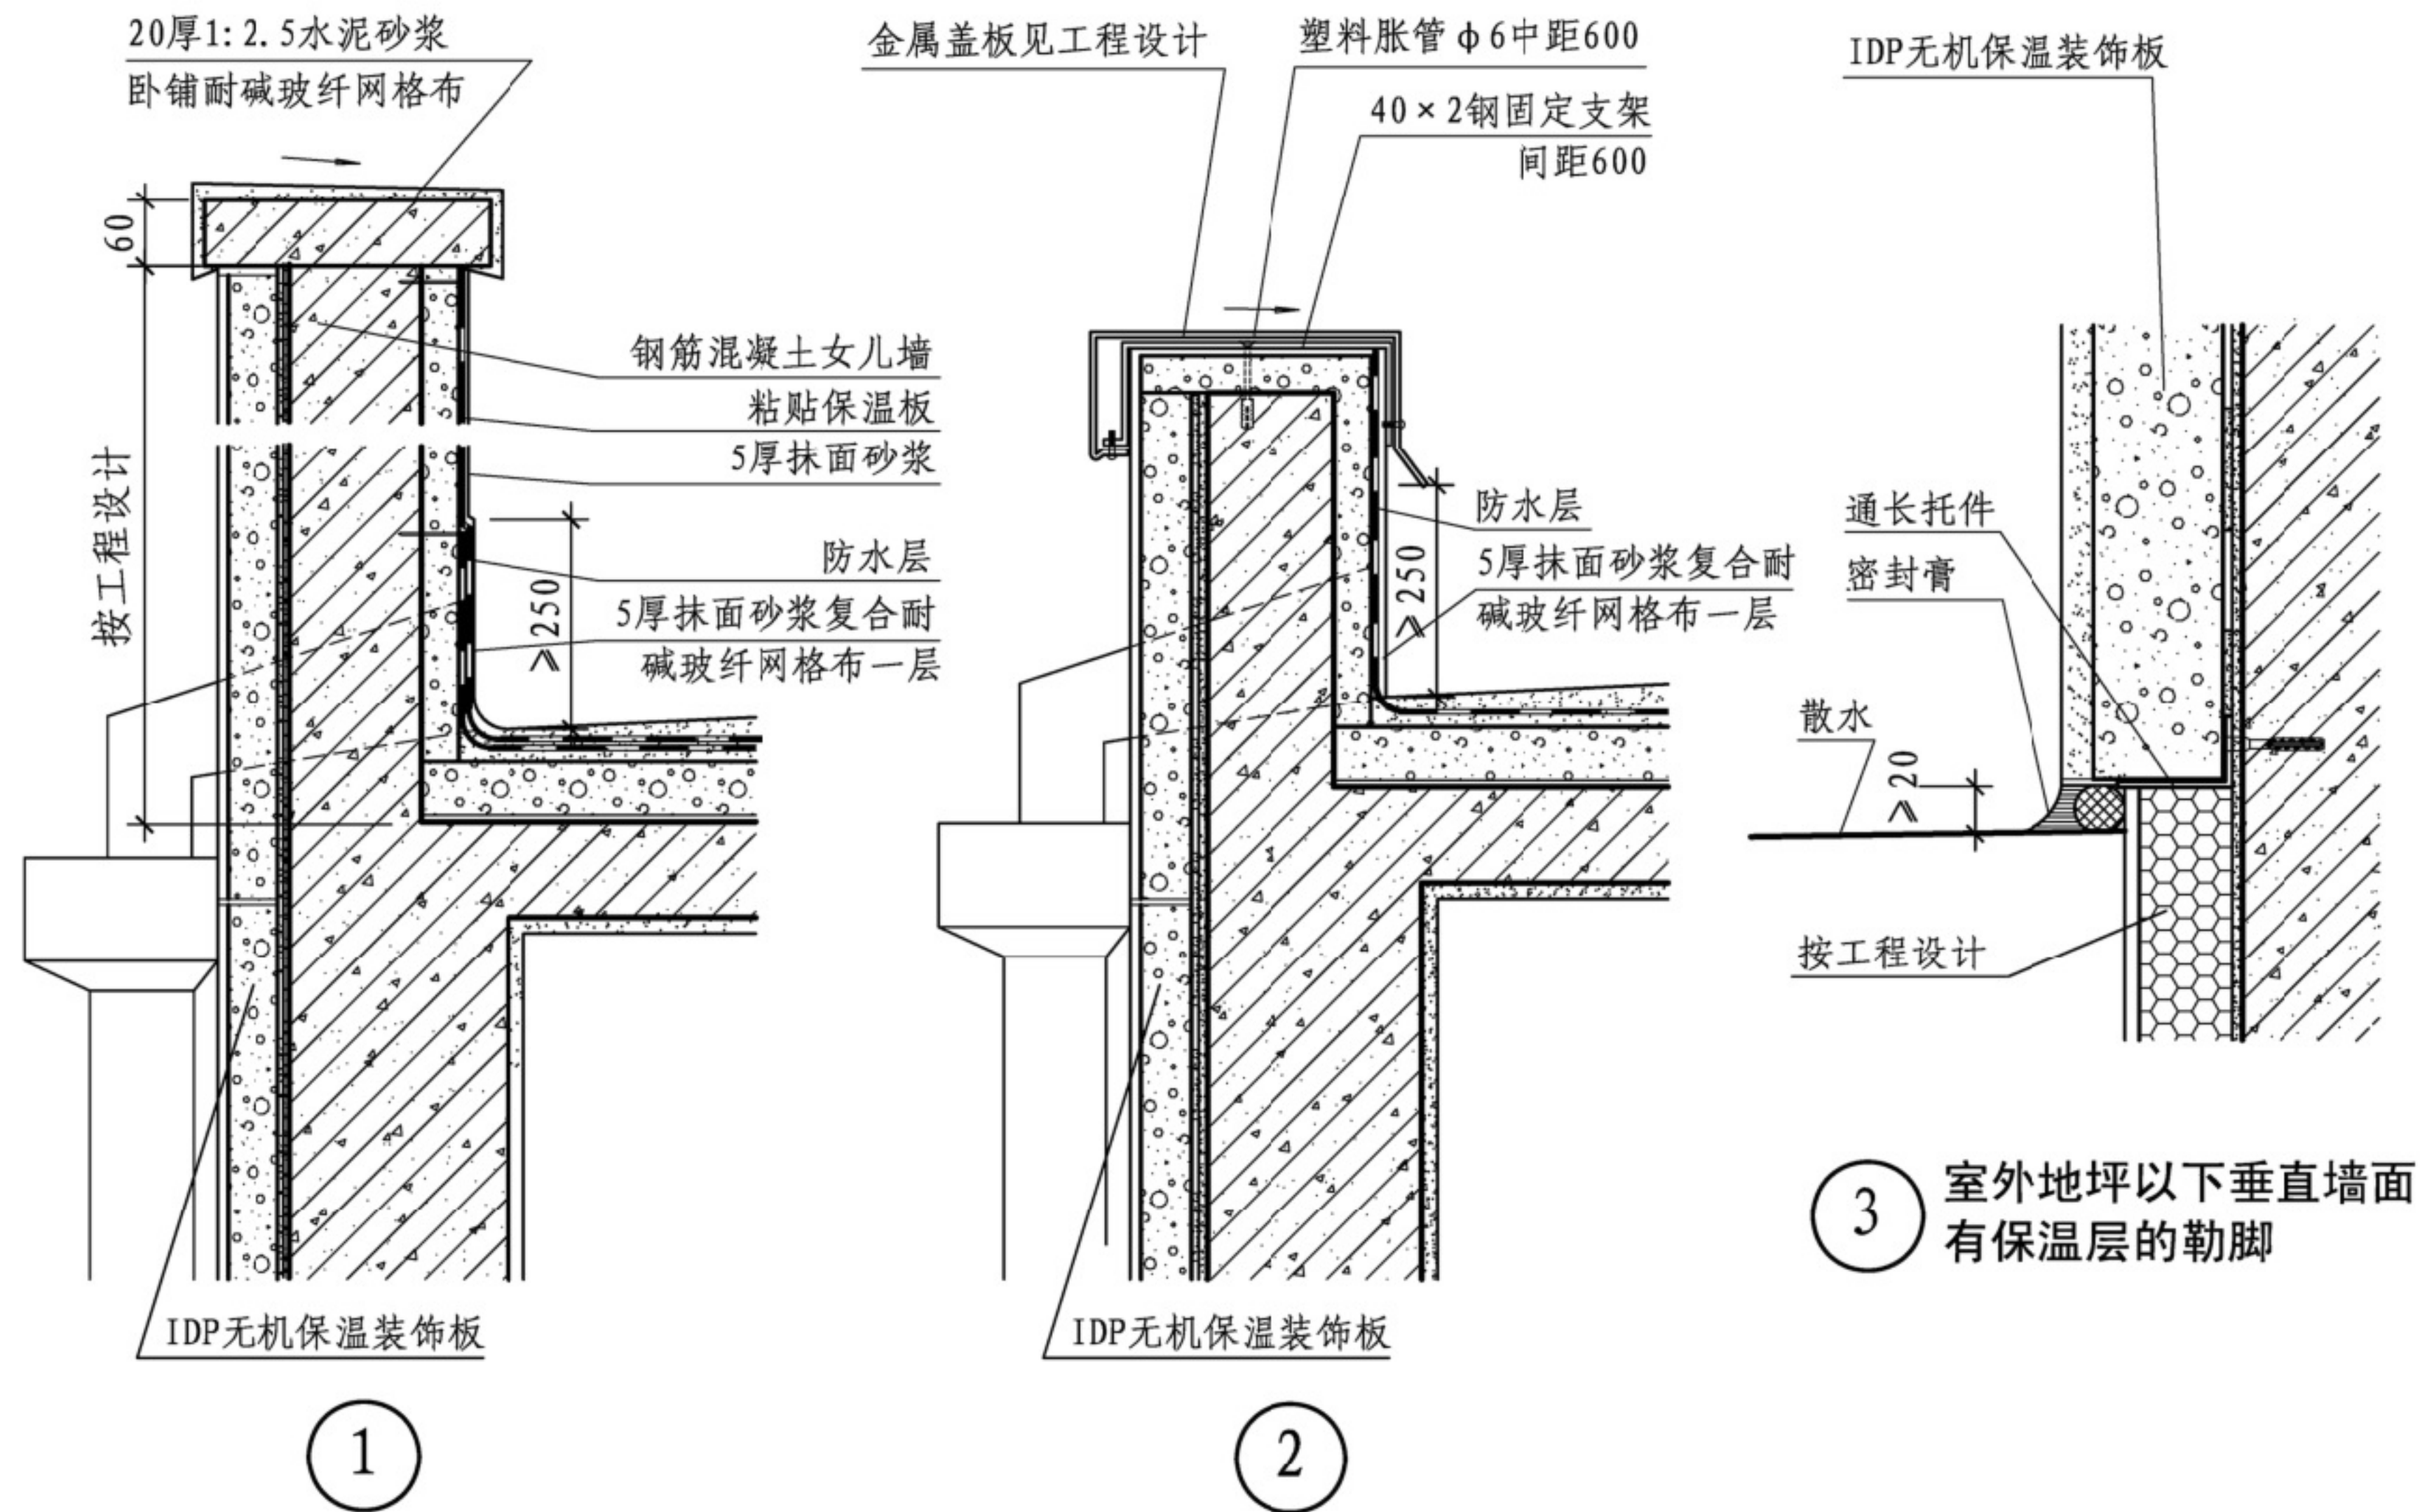 20厚1:2.5水泥砂浆
卧铺耐碱玻纤网格布
60
按工程设计
钢筋混凝土女儿墙
粘贴保温板
5厚抹面砂浆
防水层
5厚抹面砂浆复合耐
碱玻纤网格布一层
≥250
IDP无机保温装饰板
1
金属盖板见工程设计
塑料胀管φ6中距600
40×2钢固定支架
间距600
防水层
5厚抹面砂浆复合耐
碱玻纤网格布一层
≥250
IDP无机保温装饰板
2
IDP无机保温装饰板
通长托件
密封膏
散水
≥20
按工程设计
3
室外地坪以下垂直墙面
有保温层的勒脚